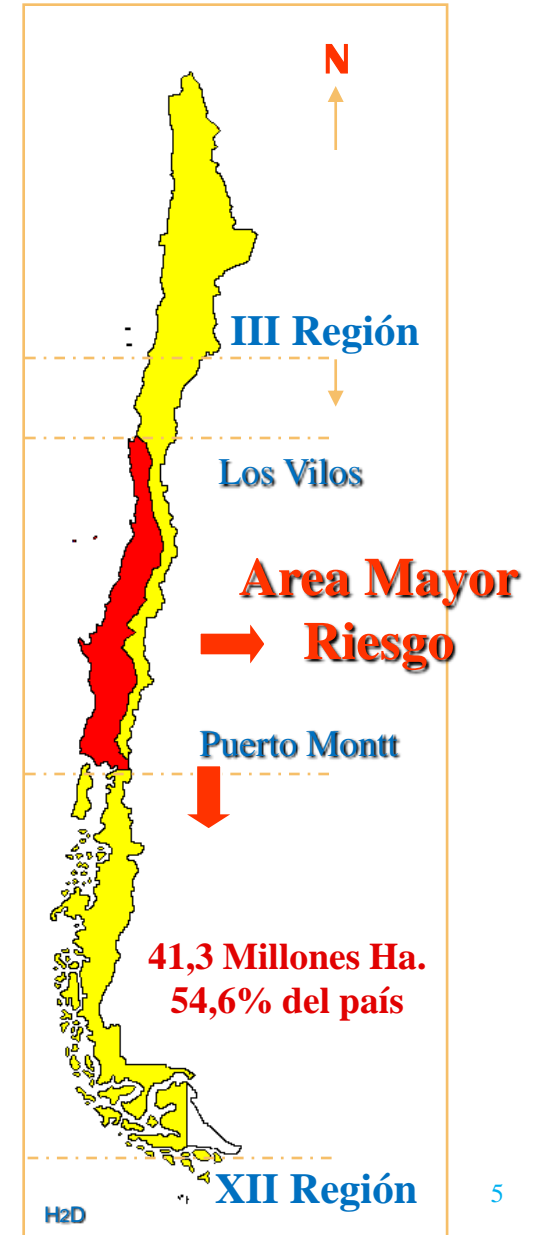 N
III Región
Los Vilos
Area Mayor
Riesgo
Puerto Montt
41,3 Millones Ha.
54,6% del país
XII Región
5
H2D